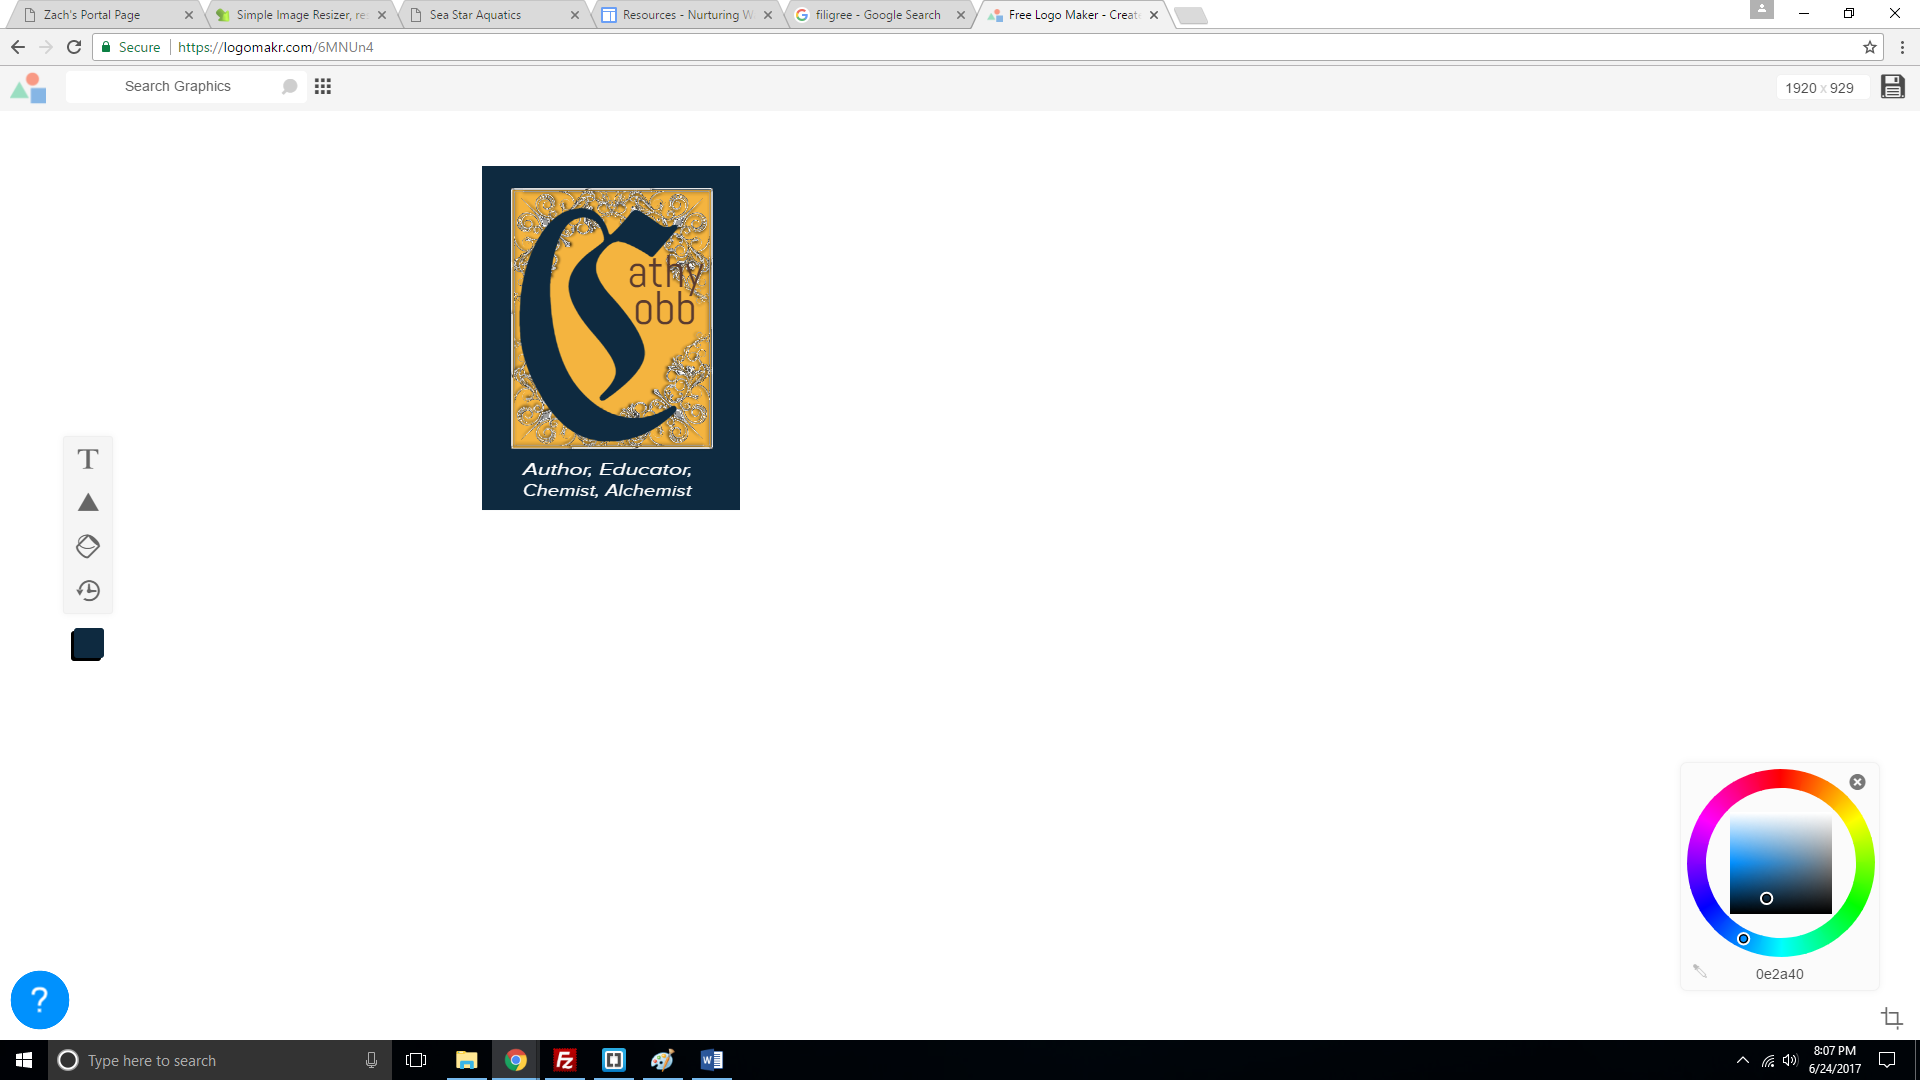 Zach's Portal Page
Simple Image Resizer, re
Sea Star Aquatics
Resources - Nurturing W
filigree - Google Search
Free Logo Maker - Creat
Secure
https://logomakr.com/6MNUn4
Search Graphics
1920 x 929
C
athy
obb
Author, Educator,
Chemist, Alchemist
T
0e2a40
?
Type here to search
Fz
W
8:07 PM
6/24/2017